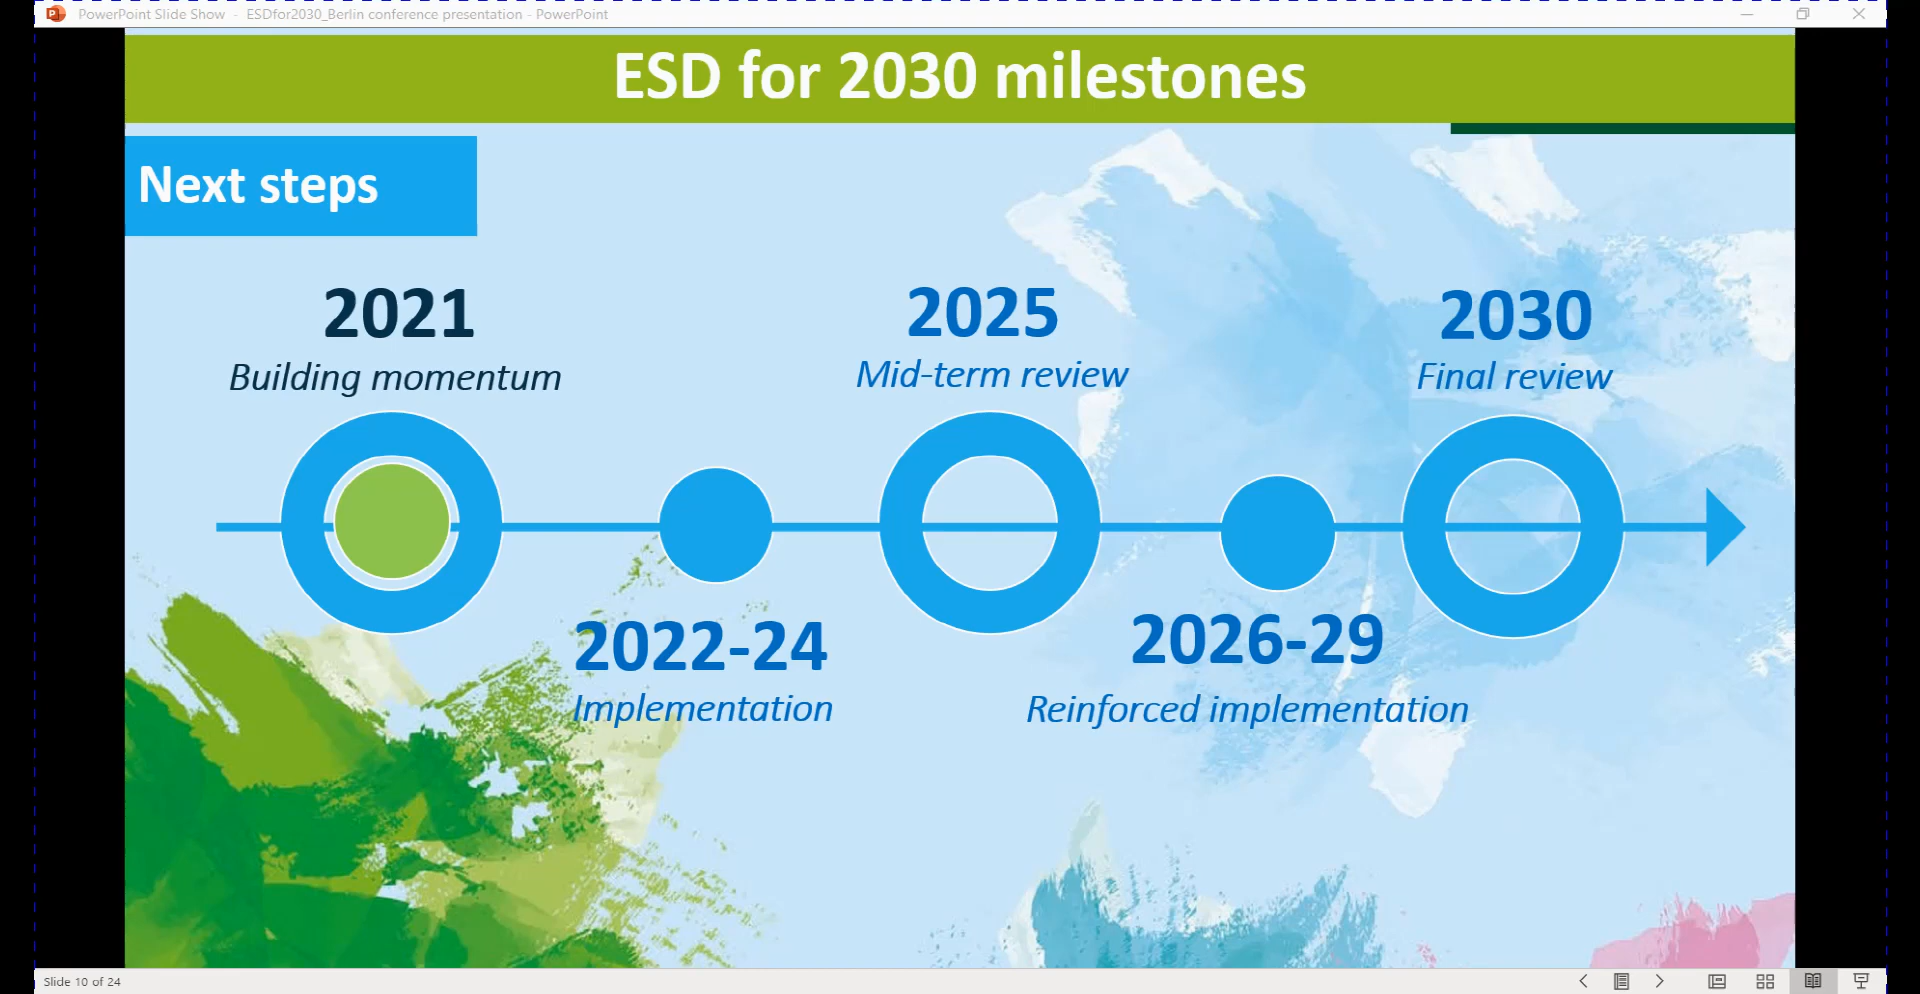 PowerPoint Slide Show - ESDfor2030_Berlin conference presentation - PowerPoint
ESD for 2030 milestones
Next steps
2021
Building momentum
2025
Mid-term review
2030
Final review
2022-24
Implementation
2026-29
Reinforced implementation
Slide 10 of 24